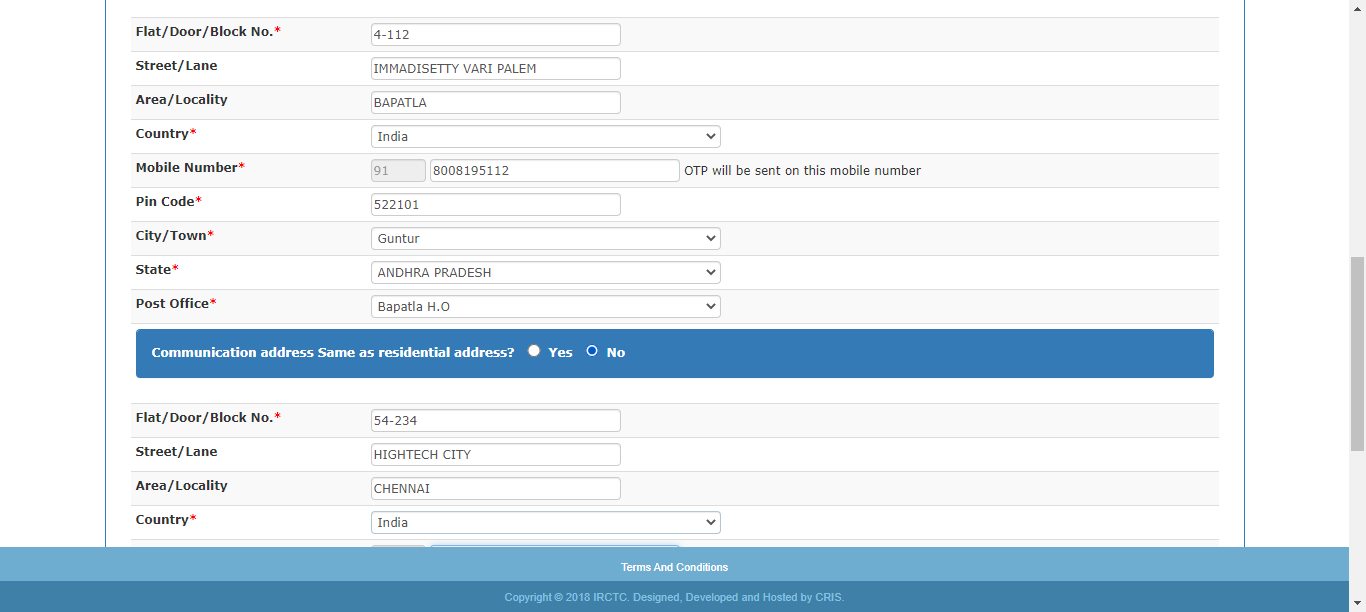 Flat/Door/Block No.* 4-112
Street/Lane IMMADISETTY VARI PALEM
Area/Locality BAPATLA
Country* India
Mobile Number* 91 8008195112 OTP will be sent on this mobile number
Pin Code* 522101
City/Town* Guntur
State* ANDHRA PRADESH
Post Office* Bapatla H.O
Communication address Same as residential address? Yes No
Flat/Door/Block No.* 54-234
Street/Lane HIGHTECH CITY
Area/Locality CHENNAI
Country* India
Terms And Conditions
Copyright © 2018 IRCTC. Designed, Developed and Hosted by CRIS.